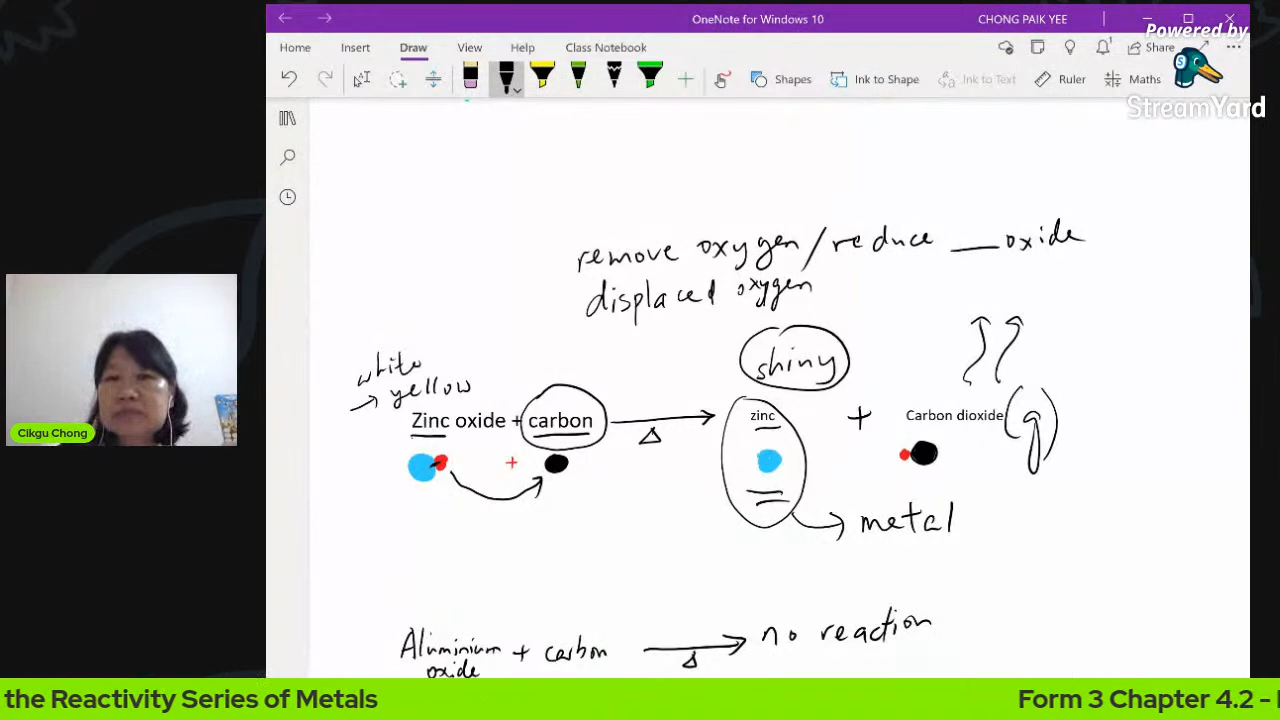 OneNote for Windows 10
CHONG PAIK YEE
Powered by
StreamYard
Home Insert Draw View Help Class Notebook Share
Shapes Ink to Shape Ink to Text Ruler Maths
remove oxygen/reduce __ oxide
displaced oxygen
shiny
white
→ yellow
Zinc oxide + carbon → zinc + Carbon dioxide (g)
Δ
+
→ metal
Aluminium oxide + carbon → no reaction
Δ
Cikgu Chong
the Reactivity Series of Metals
Form 3 Chapter 4.2 -